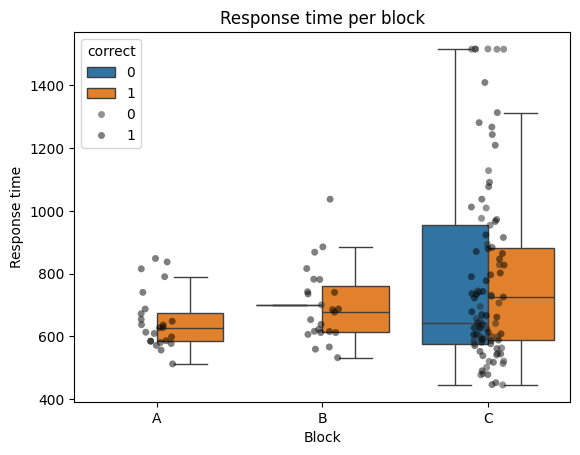 Response time per block
correct
0
1
0
1
Response time
1400
1200
1000
800
600
400
A B C
Block